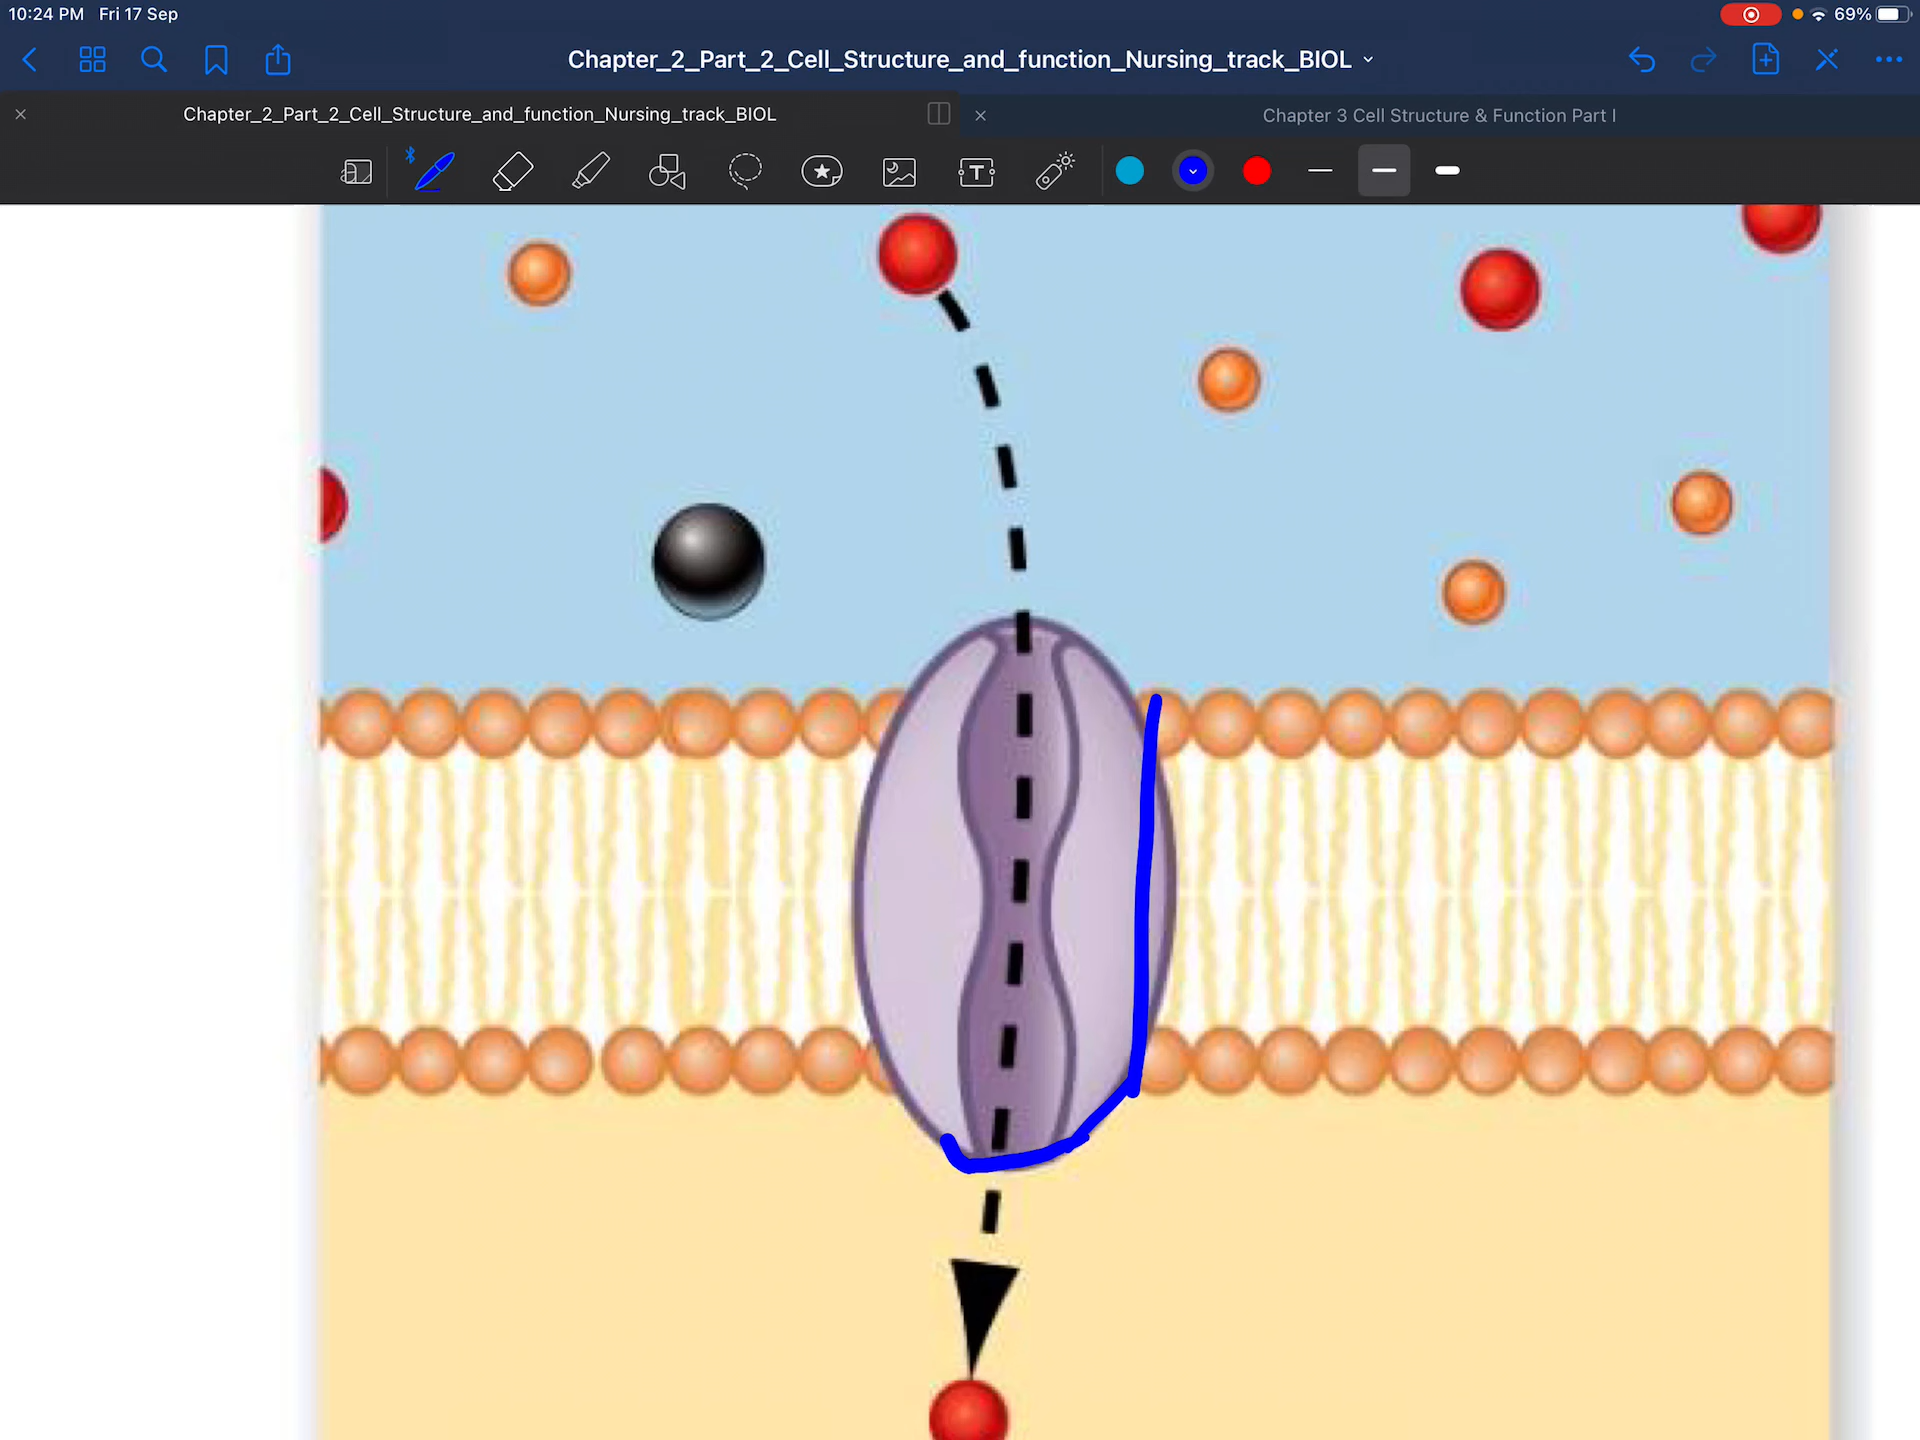 10:24 PM Fri 17 Sep
69%
Chapter_2_Part_2_Cell_Structure_and_function_Nursing_track_BIOL
Chapter_2_Part_2_Cell_Structure_and_function_Nursing_track_BIOL
Chapter 3 Cell Structure & Function Part I
T